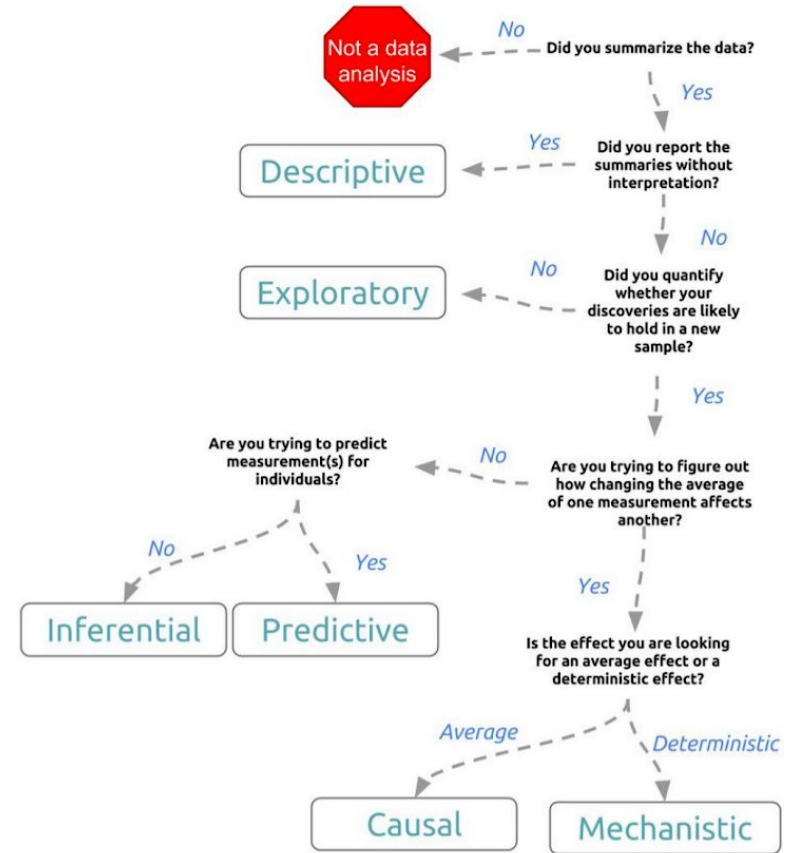 No
Not a data
analysis
Did you summarize the data?
Yes
Yes
Did you report the
summaries without
interpretation?
Descriptive
No
No
Did you quantify
whether your
discoveries are likely
to hold in a new
sample?
Exploratory
Yes
Are you trying to predict
measurement(s) for
individuals?
No
Are you trying to figure out
how changing the average
of one measurement affects
another?
No
Yes
Yes
Inferential
Predictive
Is the effect you are looking
for an average effect or a
deterministic effect?
Average
Deterministic
Causal
Mechanistic